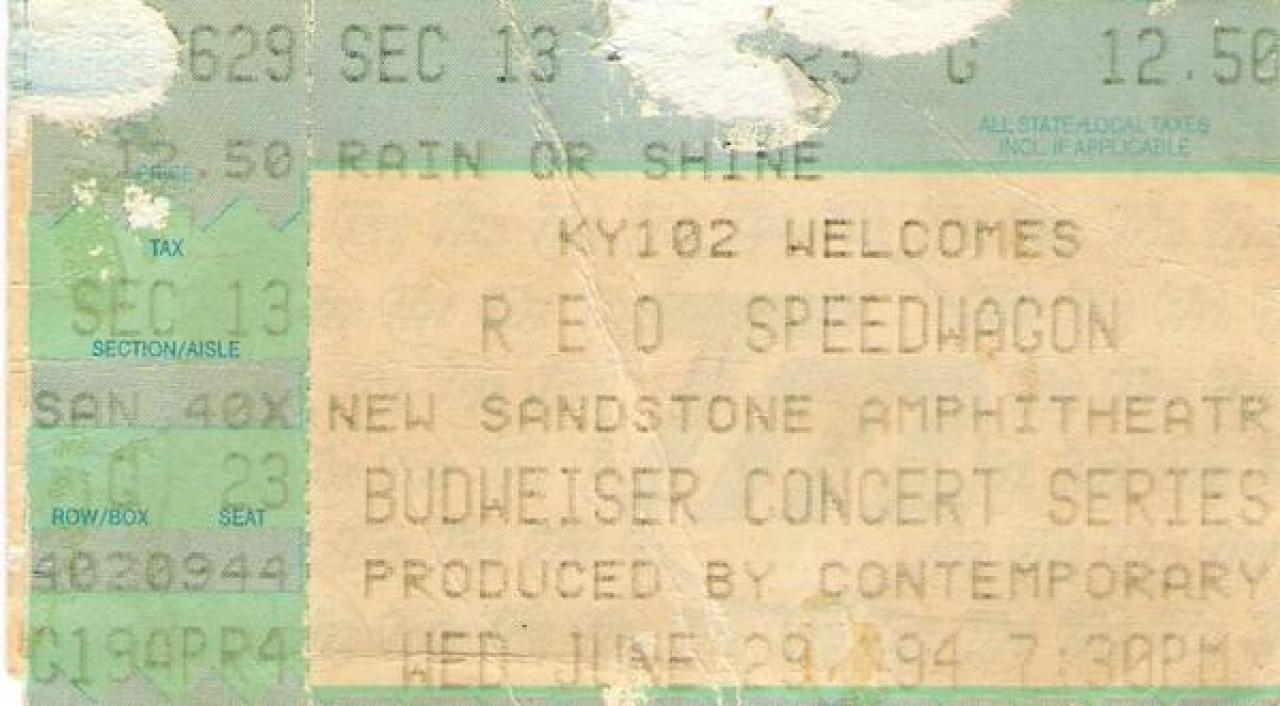 629 SEC 13 G 12.50
ALL STATE/LOCAL TAXES
INCL. IF APPLICABLE
12.50 RAIN OR SHINE
PRICE
KY102 WELCOMES
TAX
SEC 13 R E O SPEEDWAGON
SECTION/AISLE
SAN 40X NEW SANDSTONE AMPHITHEATR
23 BUDWEISER CONCERT SERIES
ROW/BOX SEAT
4020944 PRODUCED BY CONTEMPORARY
C19APR4 WED JUNE 29 94 7:30PM